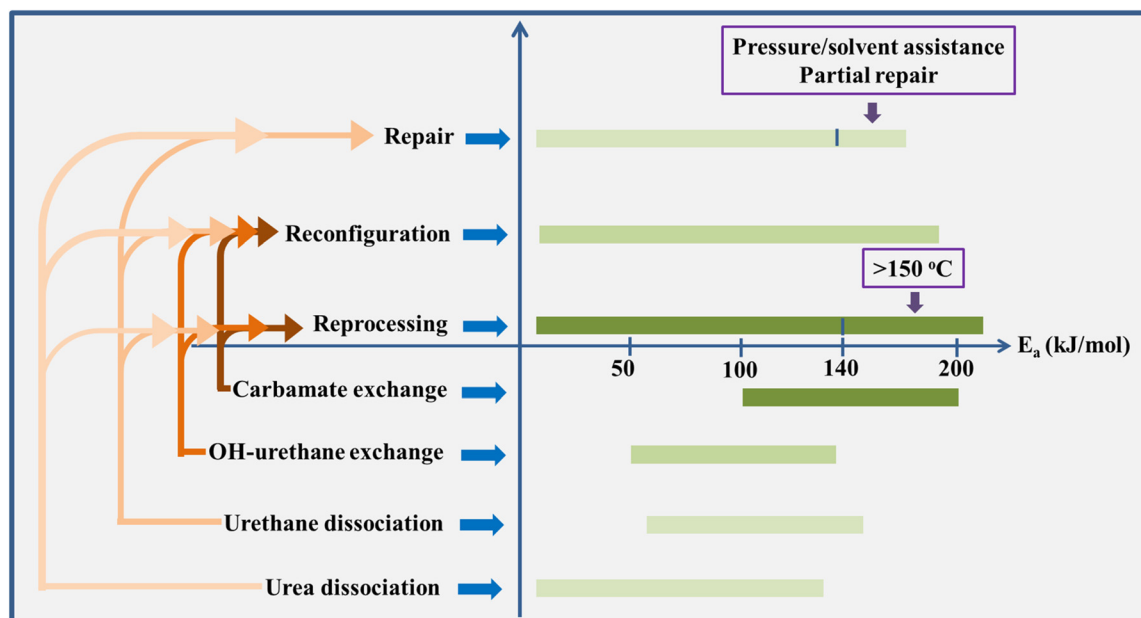 Pressure/solvent assistance
Partial repair
Repair
Reconfiguration
>150 °C
Reprocessing
Eₐ (kJ/mol)
50 100 140 200
Carbamate exchange
OH-urethane exchange
Urethane dissociation
Urea dissociation